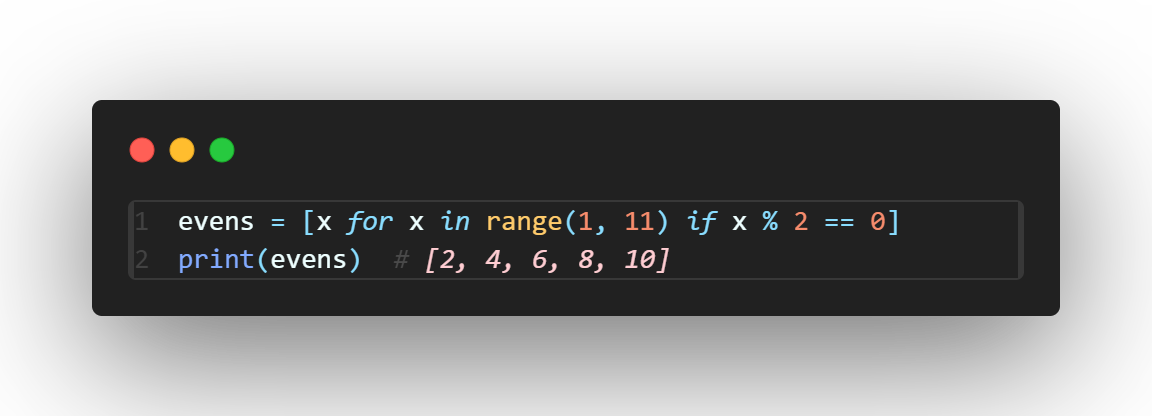 1 evens = [x for x in range(1, 11) if x % 2 == 0]
2 print(evens)  # [2, 4, 6, 8, 10]